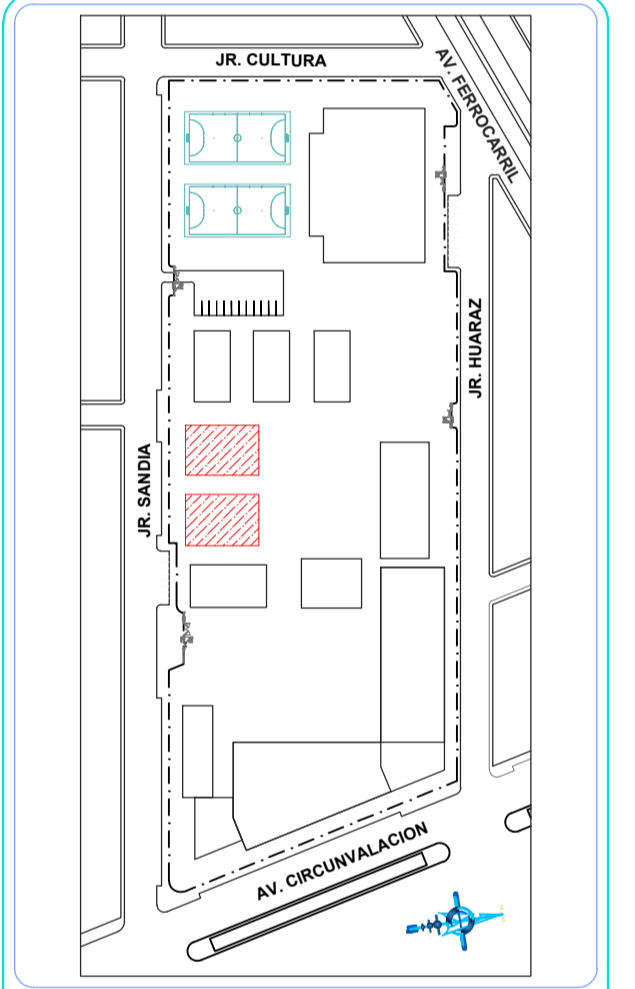 JR. CULTURA
AV. FERROCARRIL
JR. HUARAZ
JR. SANDIA
AV. CIRCUNVALACION